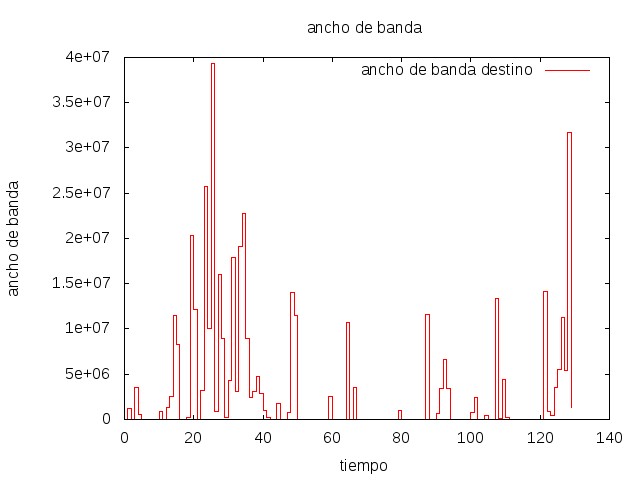 ancho de banda
ancho de banda destino
ancho de banda
4e+07
3.5e+07
3e+07
2.5e+07
2e+07
1.5e+07
1e+07
5e+06
0
0 20 40 60 80 100 120 140
tiempo